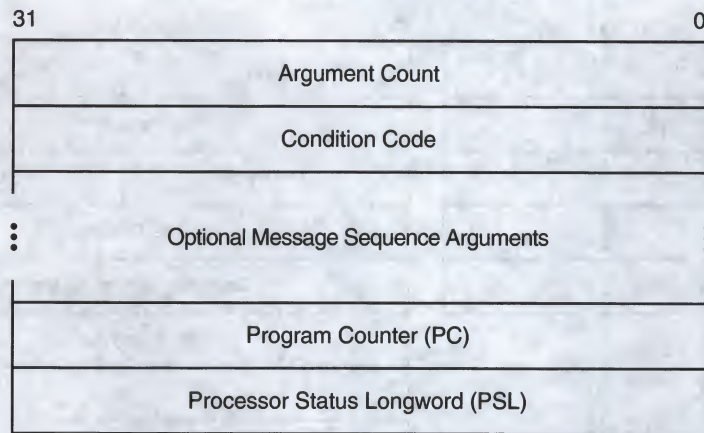 31 0
Argument Count
Condition Code
Optional Message Sequence Arguments
Program Counter (PC)
Processor Status Longword (PSL)